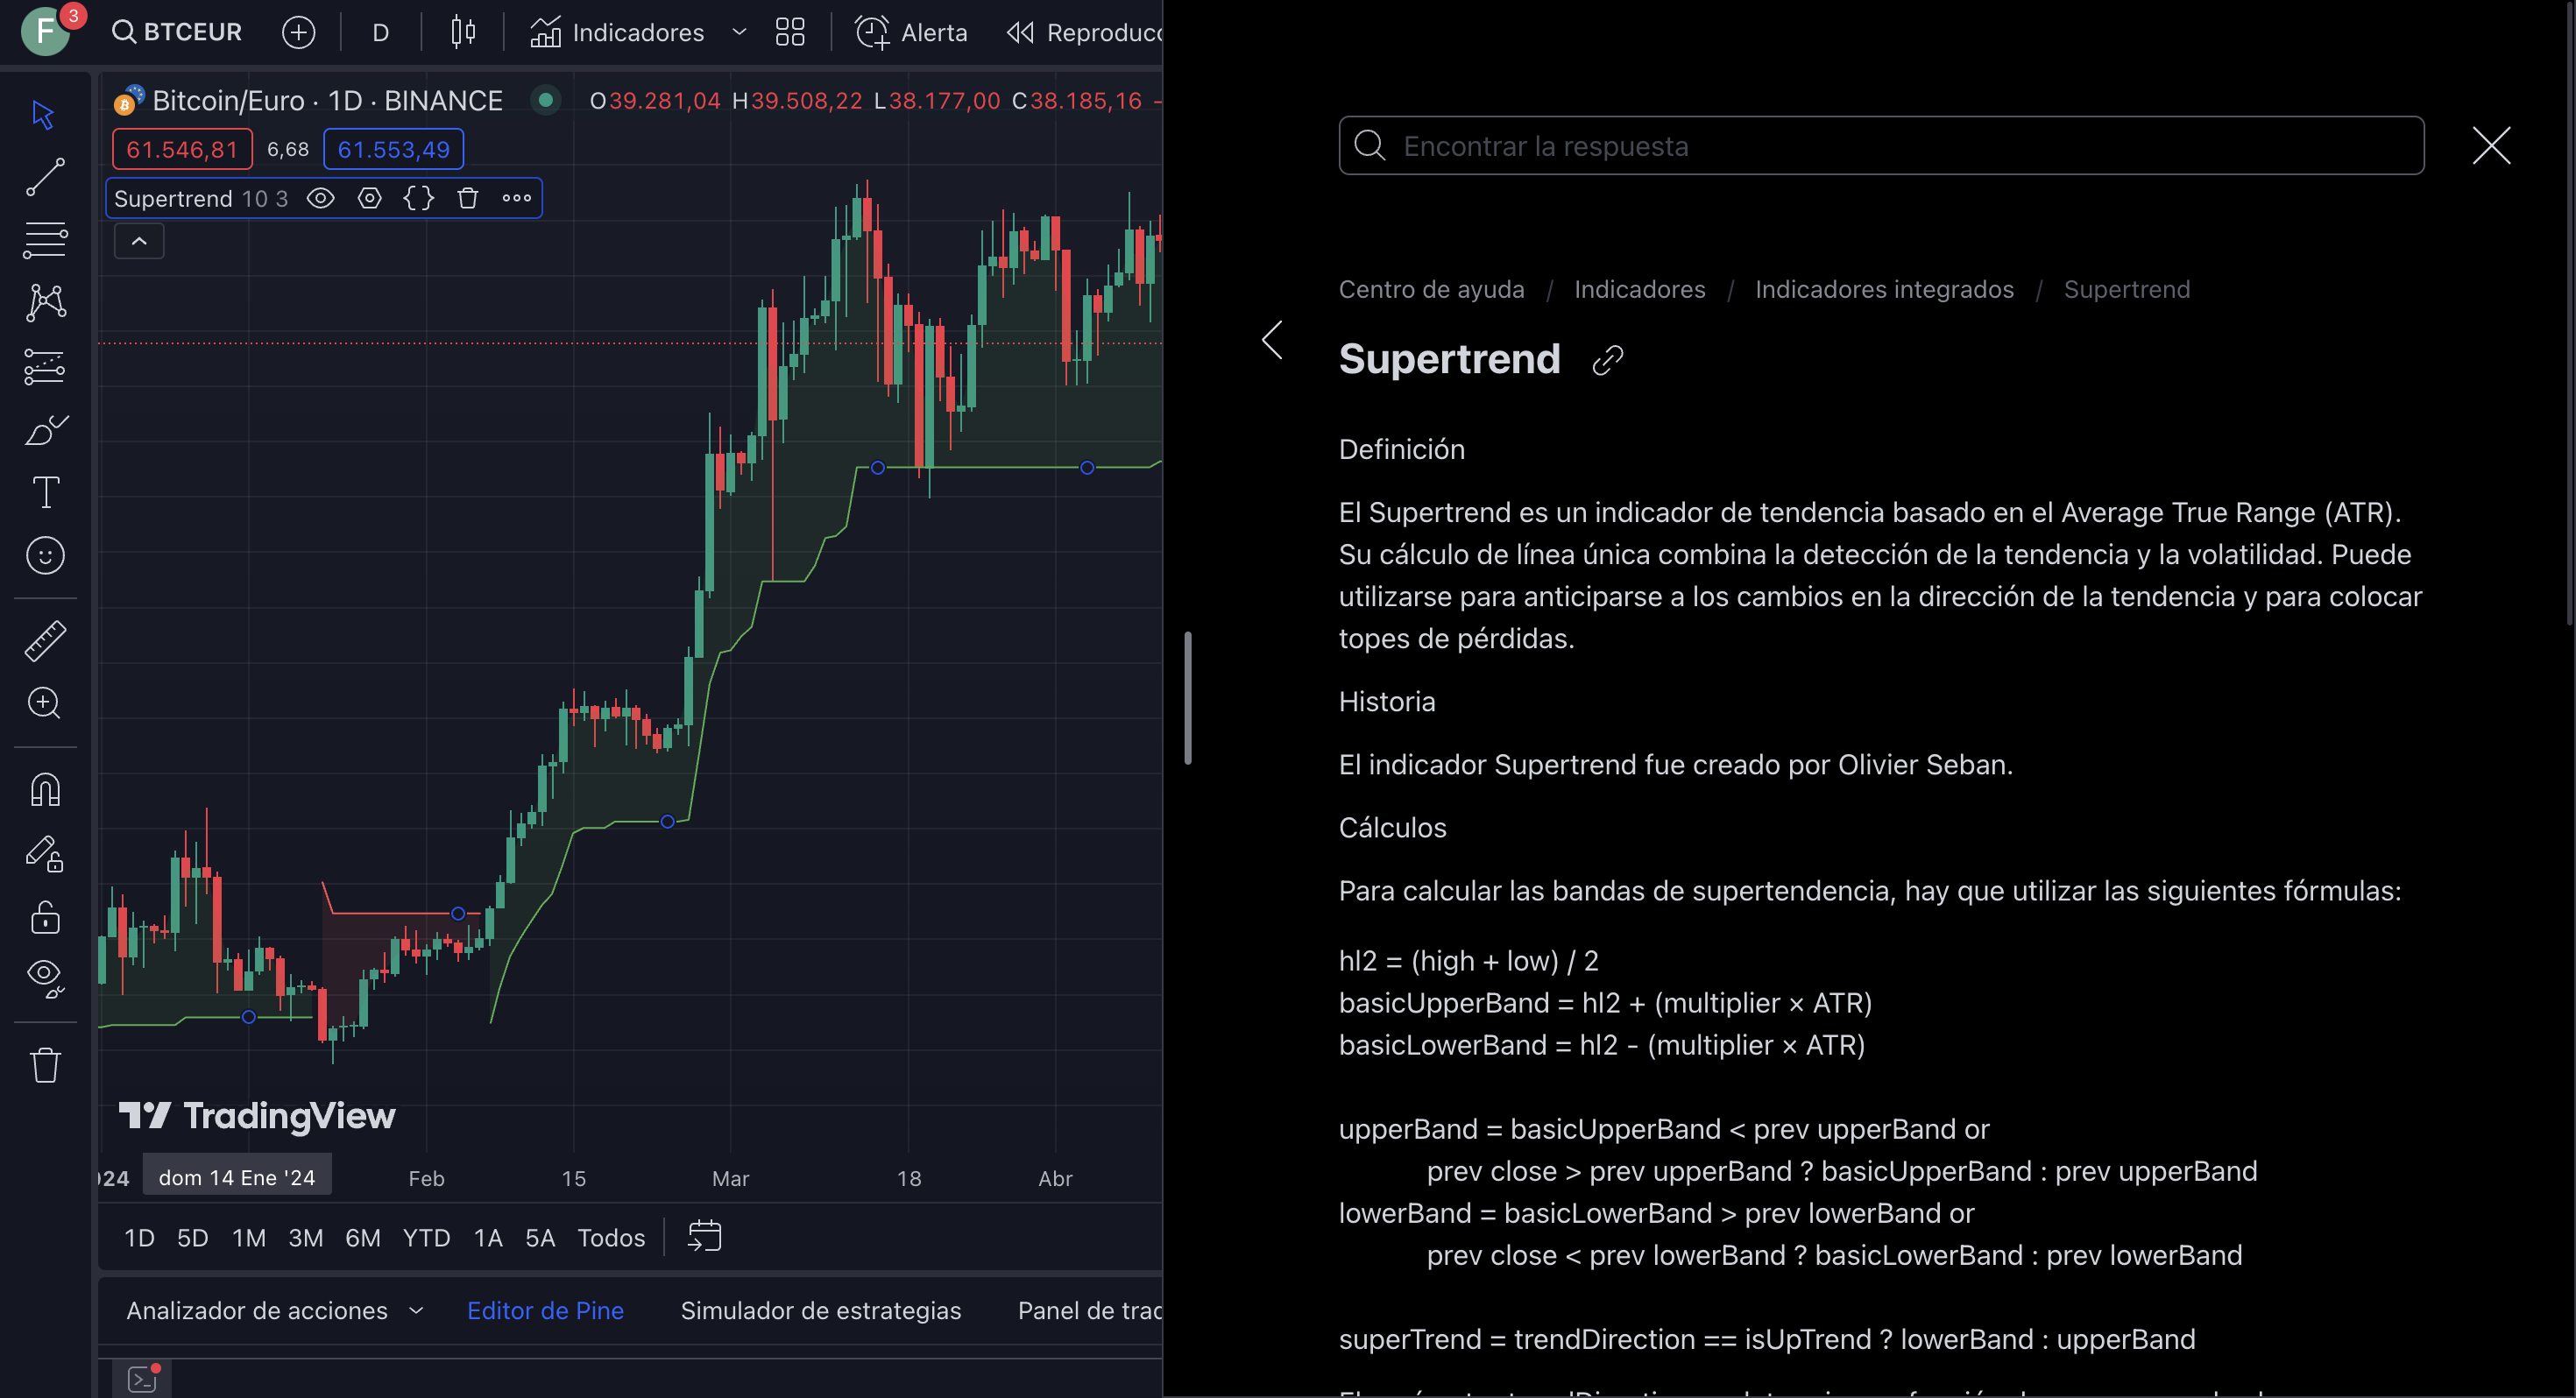 F
3
BTCEUR
D
Indicadores
Alerta
Reproducc
Bitcoin/Euro · 1D · BINANCE
O39.281,04 H39.508,22 L38.177,00 C38.185,16 −
61.546,81
6,68
61.553,49
Supertrend 10 3
TradingView
024
dom 14 Ene '24
Feb
15
Mar
18
Abr
1D 5D 1M 3M 6M YTD 1A 5A Todos
Analizador de acciones
Editor de Pine
Simulador de estrategias
Panel de trad
Encontrar la respuesta
Centro de ayuda / Indicadores / Indicadores integrados / Supertrend
Supertrend
Definición
El Supertrend es un indicador de tendencia basado en el Average True Range (ATR).
Su cálculo de línea única combina la detección de la tendencia y la volatilidad. Puede
utilizarse para anticiparse a los cambios en la dirección de la tendencia y para colocar
topes de pérdidas.
Historia
El indicador Supertrend fue creado por Olivier Seban.
Cálculos
Para calcular las bandas de supertendencia, hay que utilizar las siguientes fórmulas:
hl2 = (high + low) / 2
basicUpperBand = hl2 + (multiplier × ATR)
basicLowerBand = hl2 - (multiplier × ATR)
upperBand = basicUpperBand < prev upperBand or
prev close > prev upperBand ? basicUpperBand : prev upperBand
lowerBand = basicLowerBand > prev lowerBand or
prev close < prev lowerBand ? basicLowerBand : prev lowerBand
superTrend = trendDirection == isUpTrend ? lowerBand : upperBand